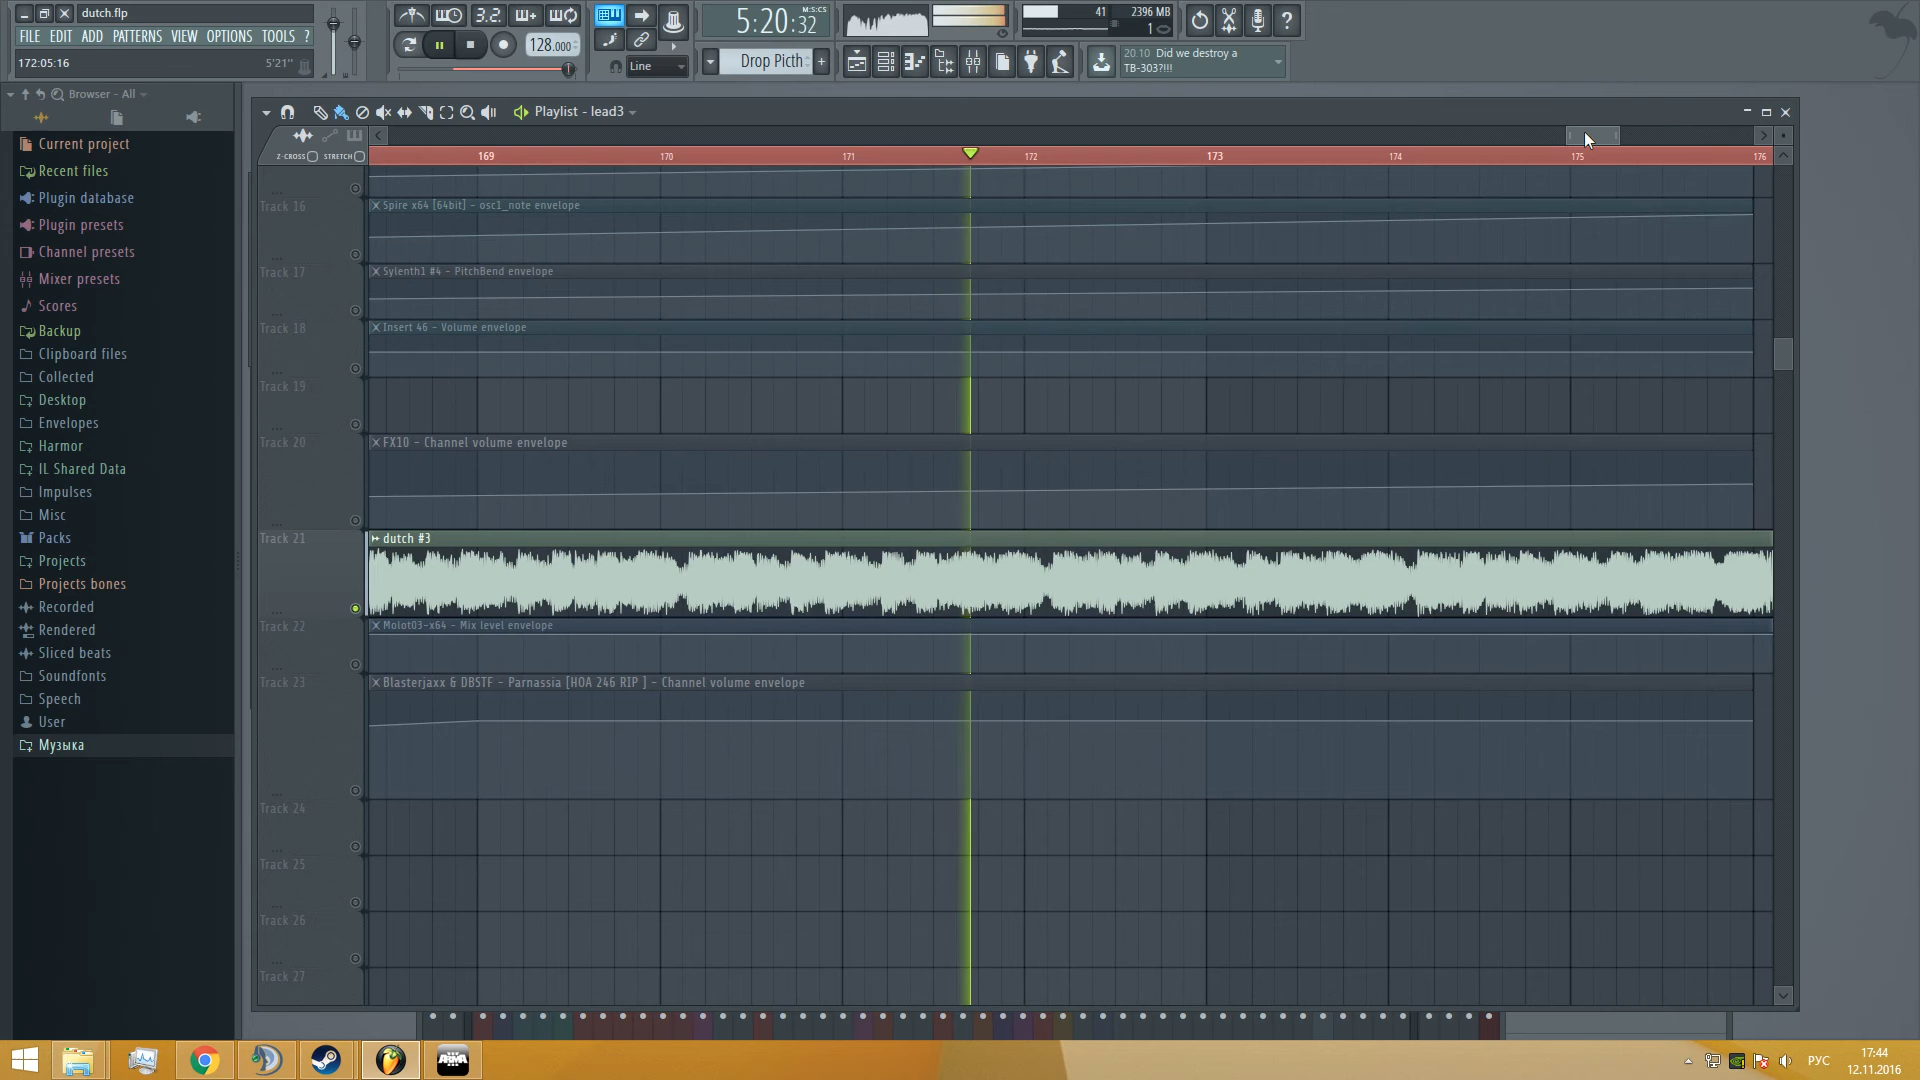 dutch.flp
FILE EDIT ADD PATTERNS VIEW OPTIONS TOOLS ?
172:05:16 5'21''
3.2.
128.000
Line
5:20:32
M:S:CS
Drop Picth
41 2396 MB
1
20.10 Did we destroy a
TB-303?!!!
Browser - All
Current project
Recent files
Plugin database
Plugin presets
Channel presets
Mixer presets
Scores
Backup
Clipboard files
Collected
Desktop
Envelopes
Harmor
IL Shared Data
Impulses
Misc
Packs
Projects
Projects bones
Recorded
Rendered
Sliced beats
Soundfonts
Speech
User
Музыка
Playlist - lead3
Z-CROSS STRETCH
169 170 171 172 173 174 175 176
Track 16
Spire x64 [64bit] - osc1_note envelope
Track 17
Sylenth1 #4 - PitchBend envelope
Track 18
Insert 46 - Volume envelope
Track 19
Track 20
FX10 - Channel volume envelope
Track 21
dutch #3
Track 22
Molot03-x64 - Mix level envelope
Track 23
Blasterjaxx & DBSTF - Parnassia [HOA 246 RIP ] - Channel volume envelope
Track 24
Track 25
Track 26
Track 27
ARMA
РУС
17:44
12.11.2016